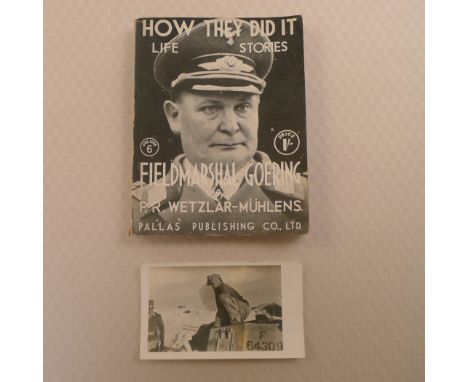 HOW THEY DID IT
LIFE STORIES
VOLUME
6
PRICE
1/-
FIELDMARSHAL GOERING
BY
F. R. WETZLAR-MÜHLENS.
PALLAS PUBLISHING CO., LTD.
F
64309